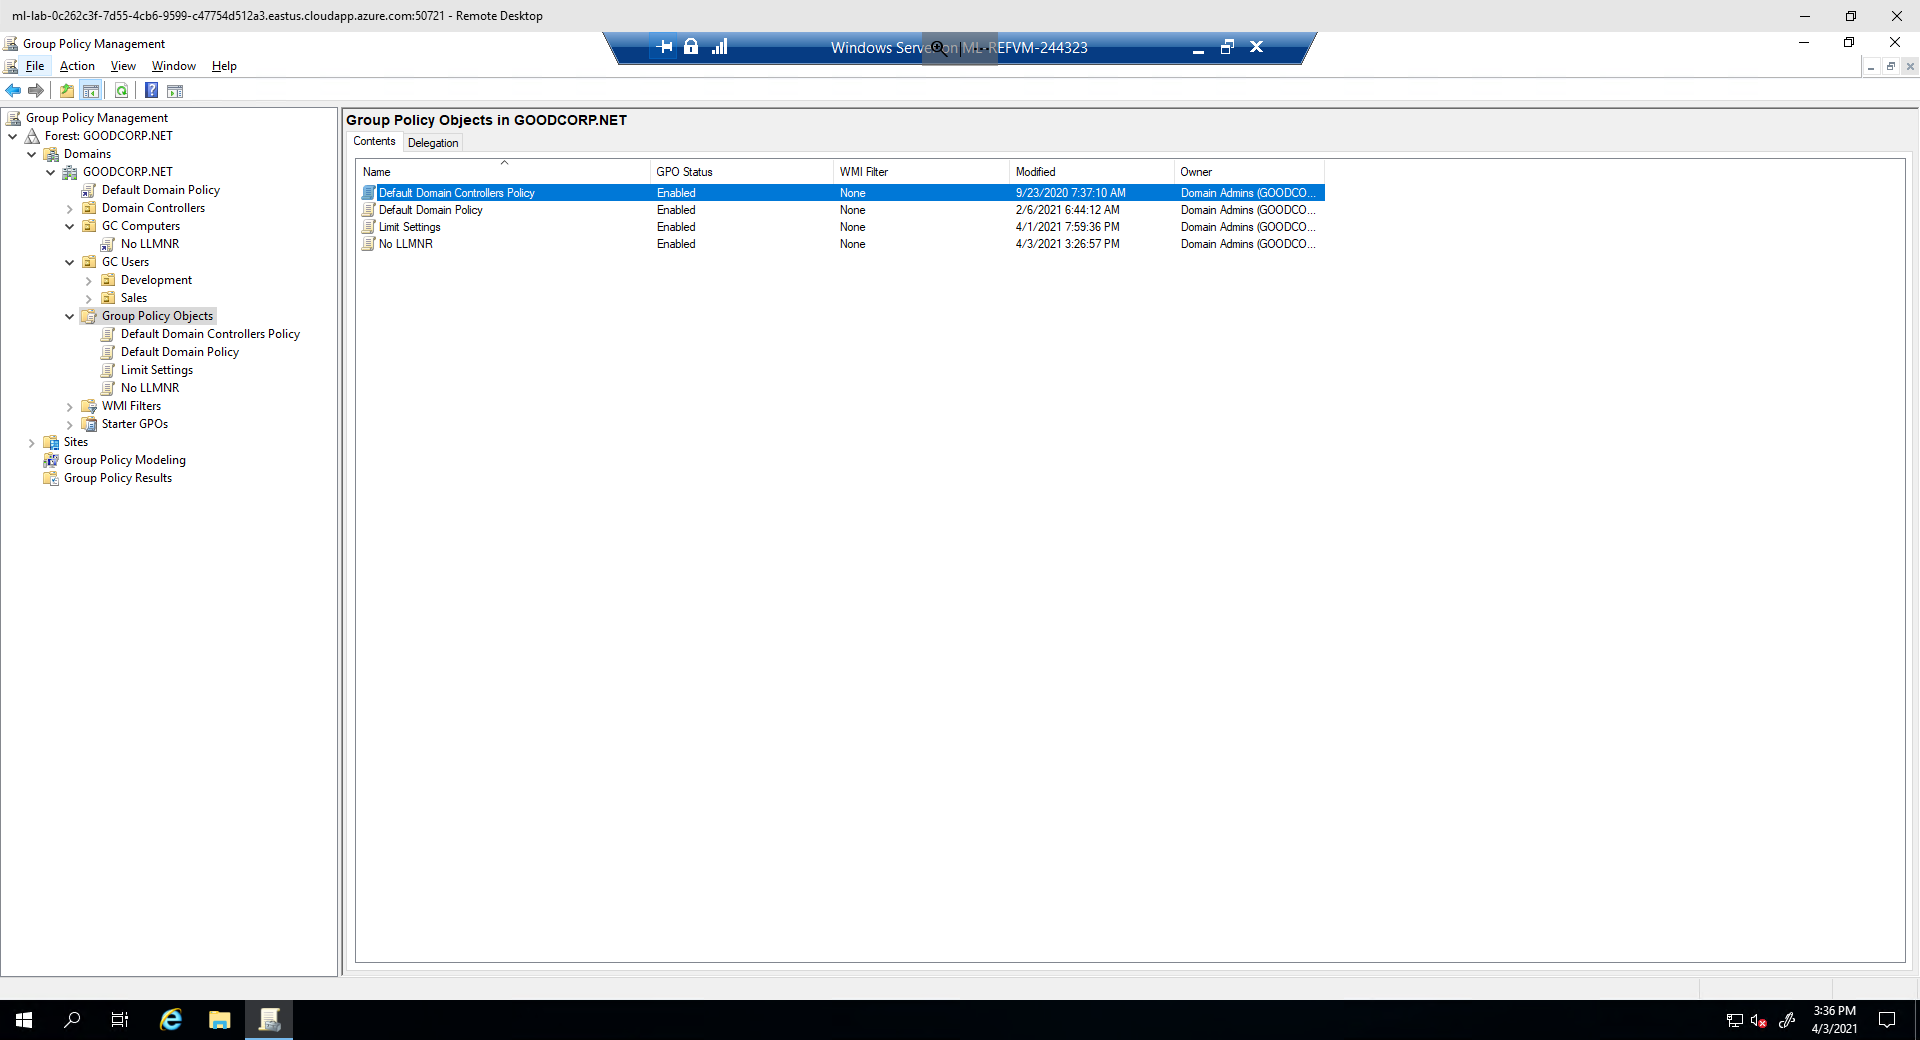 ml-lab-0c262c3f-7d55-4cb6-9599-c47754d512a3.eastus.cloudapp.azure.com:50721 - Remote Desktop
Group Policy Management
Windows Server on ML-REFVM-244323
File Action View Window Help
Group Policy Management
Forest: GOODCORP.NET
Domains
GOODCORP.NET
Default Domain Policy
Domain Controllers
GC Computers
No LLMNR
GC Users
Development
Sales
Group Policy Objects
Default Domain Controllers Policy
Default Domain Policy
Limit Settings
No LLMNR
WMI Filters
Starter GPOs
Sites
Group Policy Modeling
Group Policy Results
Group Policy Objects in GOODCORP.NET
Contents Delegation
Name GPO Status WMI Filter Modified Owner
Default Domain Controllers Policy Enabled None 9/23/2020 7:37:10 AM Domain Admins (GOODCO...
Default Domain Policy Enabled None 2/6/2021 6:44:12 AM Domain Admins (GOODCO...
Limit Settings Enabled None 4/1/2021 7:59:36 PM Domain Admins (GOODCO...
No LLMNR Enabled None 4/3/2021 3:26:57 PM Domain Admins (GOODCO...
3:36 PM
4/3/2021